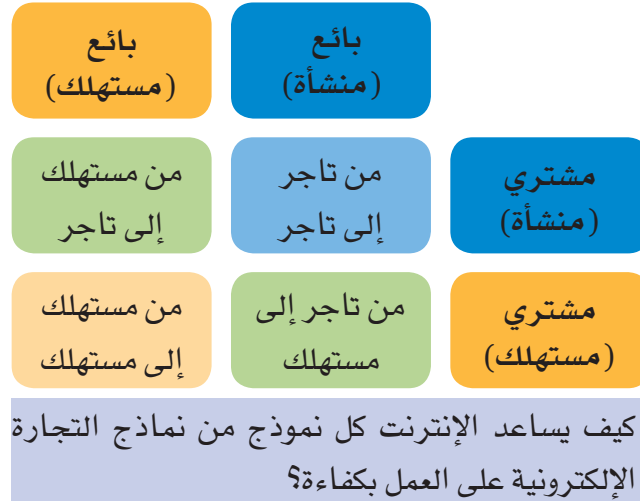 بائع
(منشأة)
بائع
(مستهلك)
مشتري
(منشأة)
من تاجر
إلى تاجر
من مستهلك
إلى تاجر
مشتري
(مستهلك)
من تاجر إلى
مستهلك
من مستهلك
إلى مستهلك
كيف يساعد الإنترنت كل نموذج من نماذج التجارة
الإلكترونية على العمل بكفاءة؟